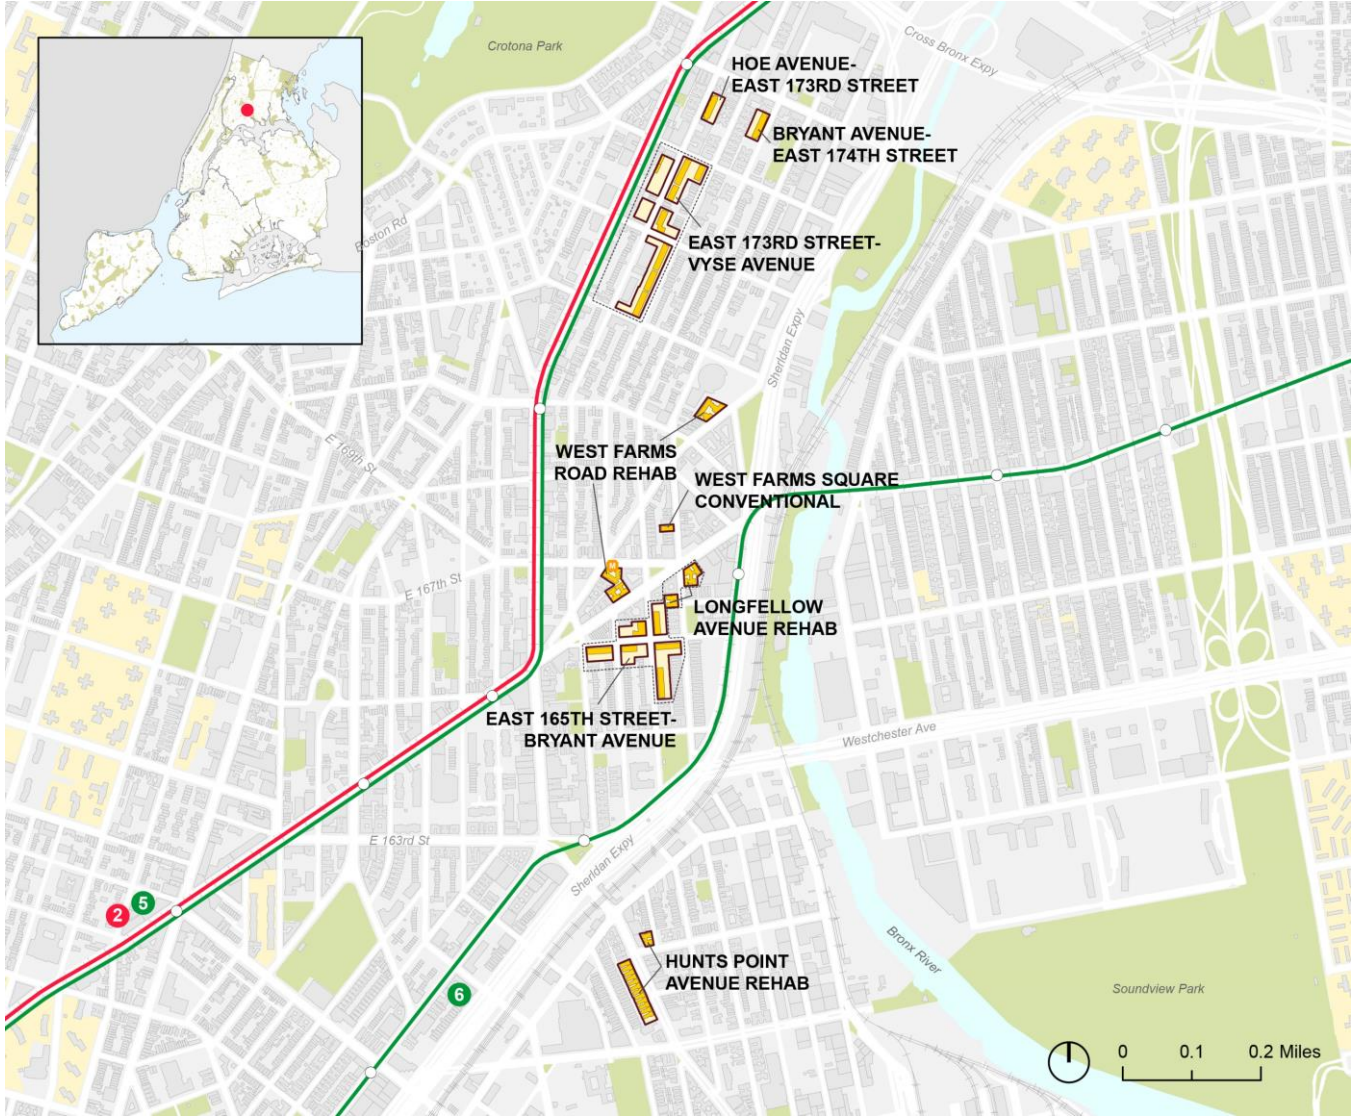 Crotona Park
Cross Bronx Expy
HOE AVENUE-
EAST 173RD STREET
BRYANT AVENUE-
EAST 174TH STREET
Boston Rd
EAST 173RD STREET-
VYSE AVENUE
Sheridan Expy
E 169th St
WEST FARMS
ROAD REHAB
WEST FARMS SQUARE
CONVENTIONAL
M
E 167th St
LONGFELLOW
AVENUE REHAB
EAST 165TH STREET-
BRYANT AVENUE
Westchester Ave
E 163rd St
Sheridan Expy
2
5
6
HUNTS POINT
AVENUE REHAB
Bronx River
Soundview Park
0 0.1 0.2 Miles